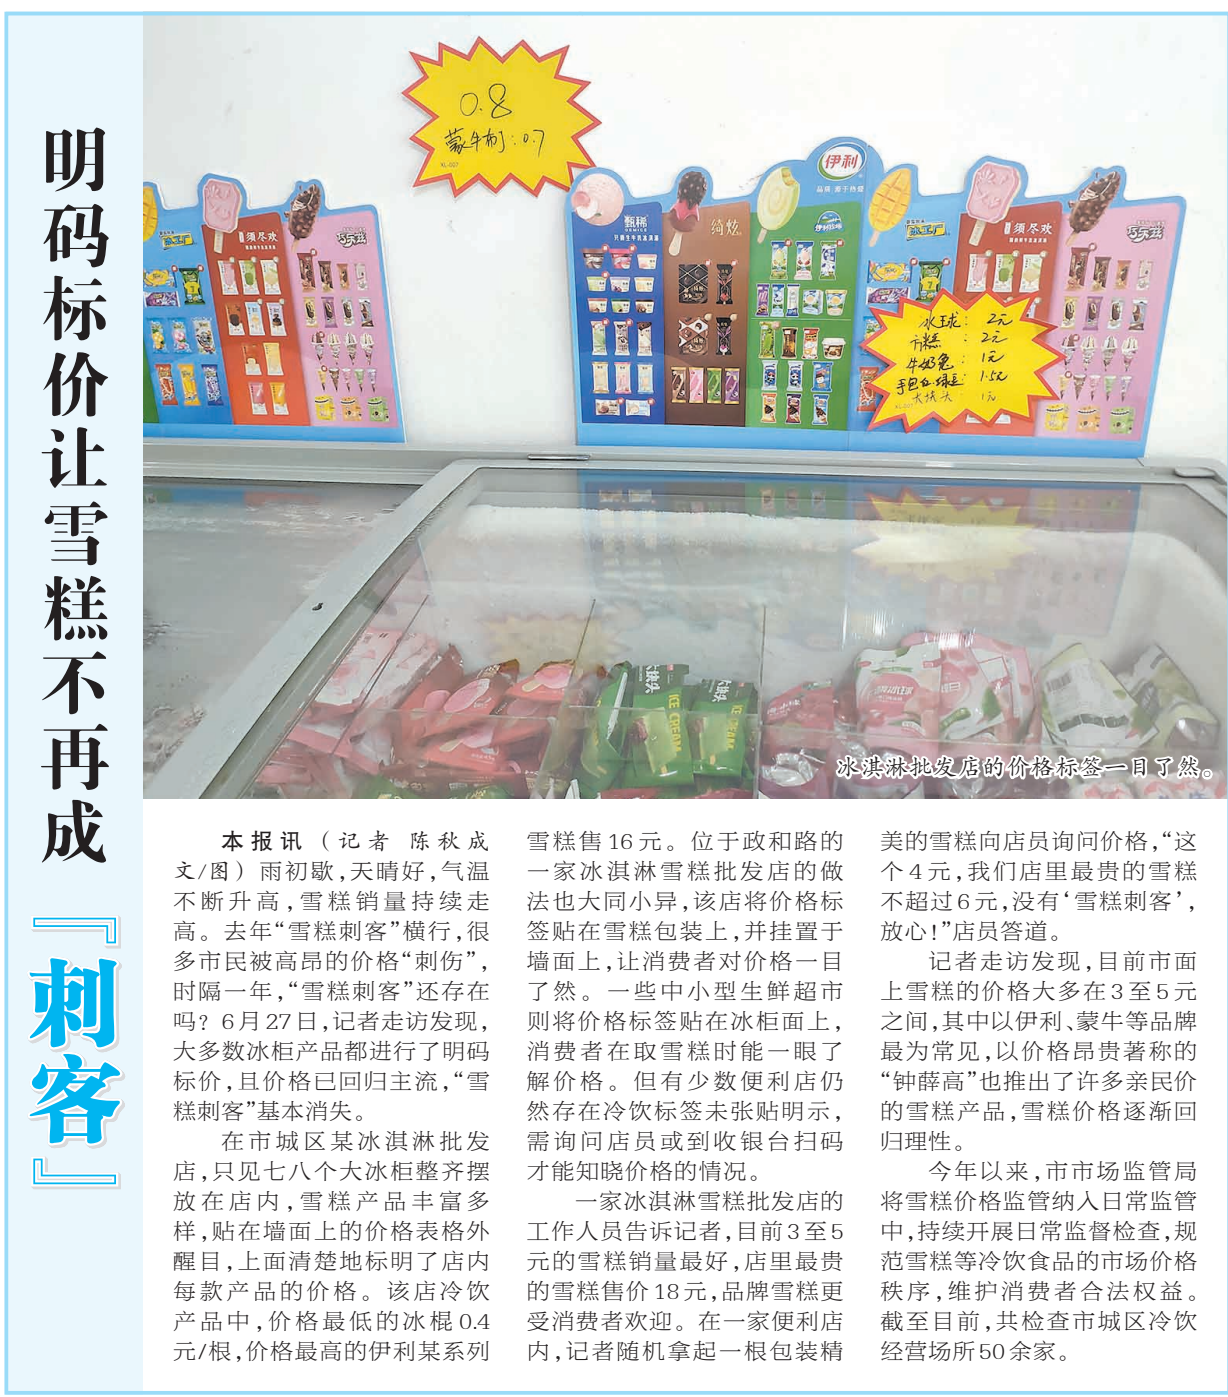 明码标价让雪糕不再成『刺客』
0.8
蒙牛布丁:0.7
XL-007
伊利
品质 源于热爱
甄稀
绮炫
伊利牧场
冰工厂
须尽欢
巧乐兹
冰工厂
须尽欢
巧乐兹
冰球:2元
:2元
牛奶兔:1元
:1.5元
大块头:1元
大块头
ICE CREAM
ICE CREAM
冰淇淋批发店的价格标签一目了然。
本报讯(记者 陈秋成
文/图)雨初歇,天晴好,气温
不断升高,雪糕销量持续走
高。去年“雪糕刺客”横行,很
多市民被高昂的价格“刺伤”,
时隔一年,“雪糕刺客”还存在
吗?6月27日,记者走访发现,
大多数冰柜产品都进行了明码
标价,且价格已回归主流,“雪
糕刺客”基本消失。
在市城区某冰淇淋批发
店,只见七八个大冰柜整齐摆
放在店内,雪糕产品丰富多
样,贴在墙面上的价格表格外
醒目,上面清楚地标明了店内
每款产品的价格。该店冷饮
产品中,价格最低的冰棍0.4
元/根,价格最高的伊利某系列
雪糕售16元。位于政和路的
一家冰淇淋雪糕批发店的做
法也大同小异,该店将价格标
签贴在雪糕包装上,并挂置于
墙面上,让消费者对价格一目
了然。一些中小型生鲜超市
则将价格标签贴在冰柜面上,
消费者在取雪糕时能一眼了
解价格。但有少数便利店仍
然存在冷饮标签未张贴明示,
需询问店员或到收银台扫码
才能知晓价格的情况。
一家冰淇淋雪糕批发店的
工作人员告诉记者,目前3至5
元的雪糕销量最好,店里最贵
的雪糕售价18元,品牌雪糕更
受消费者欢迎。在一家便利店
内,记者随机拿起一根包装精
美的雪糕向店员询问价格,“这
个4元,我们店里最贵的雪糕
不超过6元,没有‘雪糕刺客’,
放心!”店员答道。
记者走访发现,目前市面
上雪糕的价格大多在3至5元
之间,其中以伊利、蒙牛等品牌
最为常见,以价格昂贵著称的
“钟薛高”也推出了许多亲民价
的雪糕产品,雪糕价格逐渐回
归理性。
今年以来,市市场监管局
将雪糕价格监管纳入日常监管
中,持续开展日常监督检查,规
范雪糕等冷饮食品的市场价格
秩序,维护消费者合法权益。
截至目前,共检查市城区冷饮
经营场所50余家。